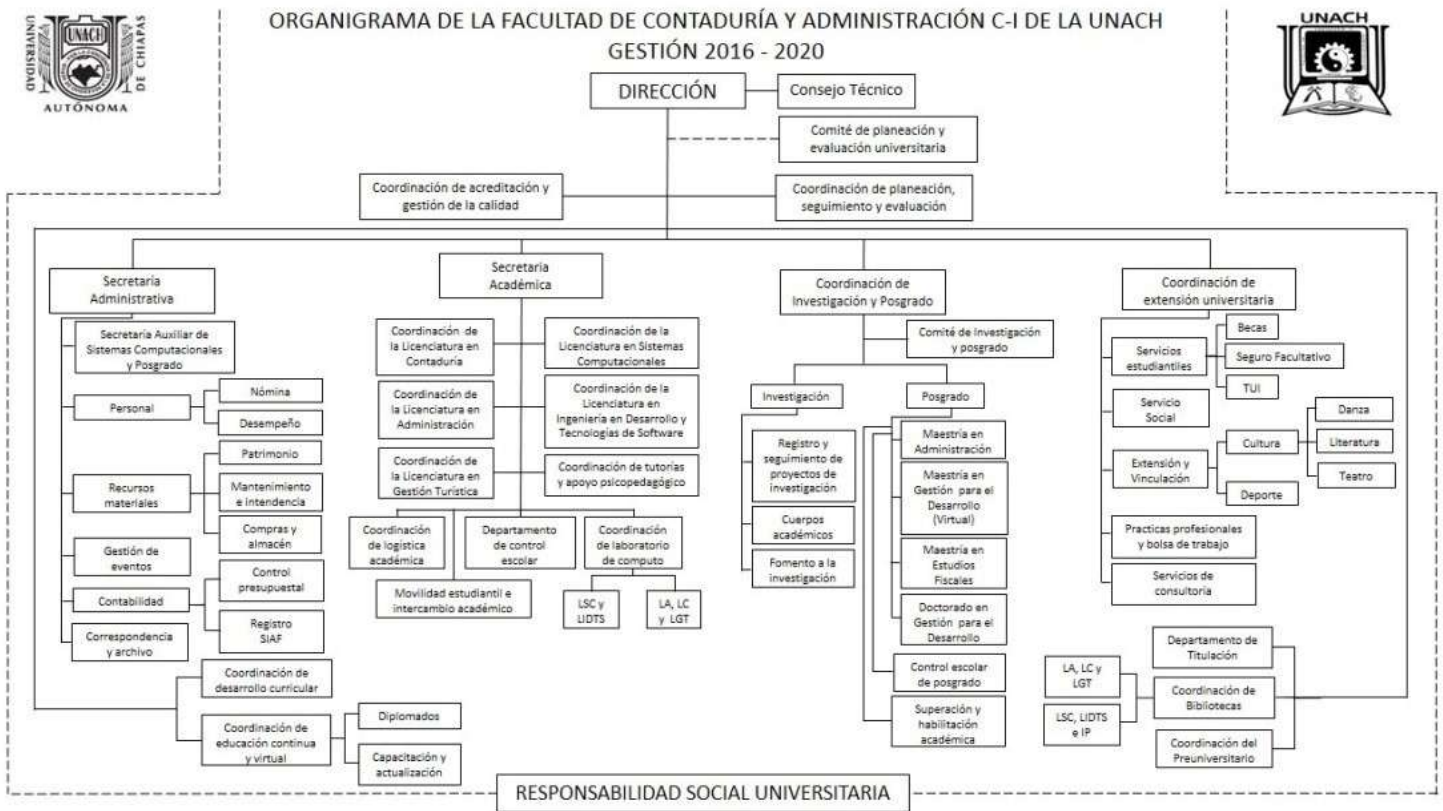 ORGANIGRAMA DE LA FACULTAD DE CONTADURÍA Y ADMINISTRACIÓN C-I DE LA UNACH
GESTIÓN 2016 - 2020
UNIVERSIDAD
UNACH
DE CHIAPAS
AUTÓNOMA
UNACH
DIRECCIÓN
Consejo Técnico
Comité de planeación y
evaluación universitaria
Coordinación de acreditación y
gestión de la calidad
Coordinación de planeación,
seguimiento y evaluación
Secretaría
Administrativa
Secretaría Auxiliar de
Sistemas Computacionales
y Posgrado
Personal
Nómina
Desempeño
Recursos
materiales
Patrimonio
Mantenimiento
e intendencia
Compras y
almacén
Gestión de
eventos
Contabilidad
Control
presupuestal
Registro
SIAF
Correspondencia
y archivo
Secretaria
Académica
Coordinación de
la Licenciatura en
Contaduría
Coordinación de la
Licenciatura en Sistemas
Computacionales
Coordinación de
la Licenciatura en
Administración
Coordinación de la
Licenciatura en
Ingeniería en Desarrollo y
Tecnologías de Software
Coordinación de
la Licenciatura en
Gestión Turística
Coordinación de tutorías
y apoyo psicopedagógico
Coordinación
de logística
académica
Departamento
de control
escolar
Coordinación
de laboratorio
de computo
Movilidad estudiantil e
intercambio académico
LSC y
LIDTS
LA, LC
y LGT
Coordinación de
Investigación y Posgrado
Comité de Investigación
y posgrado
Investigación
Registro y
seguimiento de
proyectos de
investigación
Cuerpos
académicos
Fomento a la
investigación
Posgrado
Maestría en
Administración
Maestría en
Gestión para el
Desarrollo
(Virtual)
Maestría en
Estudios
Fiscales
Doctorado en
Gestión para el
Desarrollo
Control escolar
de posgrado
Superación y
habilitación
académica
Coordinación de
extensión universitaria
Servicios
estudiantiles
Becas
Seguro Facultativo
TUI
Servicio
Social
Extensión y
Vinculación
Cultura
Danza
Literatura
Teatro
Deporte
Practicas profesionales
y bolsa de trabajo
Servicios de
consultoria
Coordinación de
desarrollo curricular
Coordinación de
educación continua
y virtual
Diplomados
Capacitación y
actualización
Departamento de
Titulación
LA, LC y
LGT
Coordinación de
Bibliotecas
LSC, LIDTS
e IP
Coordinación del
Preuniversitario
RESPONSABILIDAD SOCIAL UNIVERSITARIA